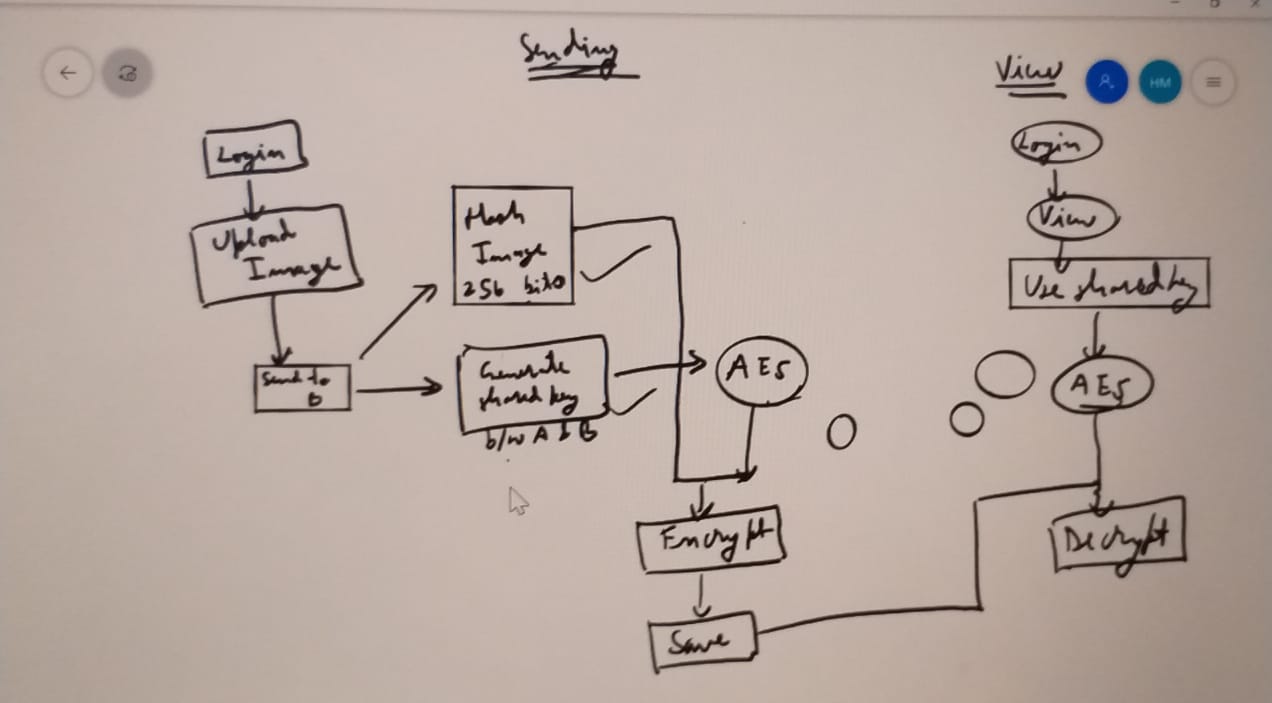 Sending
View
HM
Login
Upload
Image
Send to
B
Hash
Image
256 bits
Generate
shared key
b/w A & B
AES
Encrypt
Save
Login
View
Use shared key
AES
Decrypt